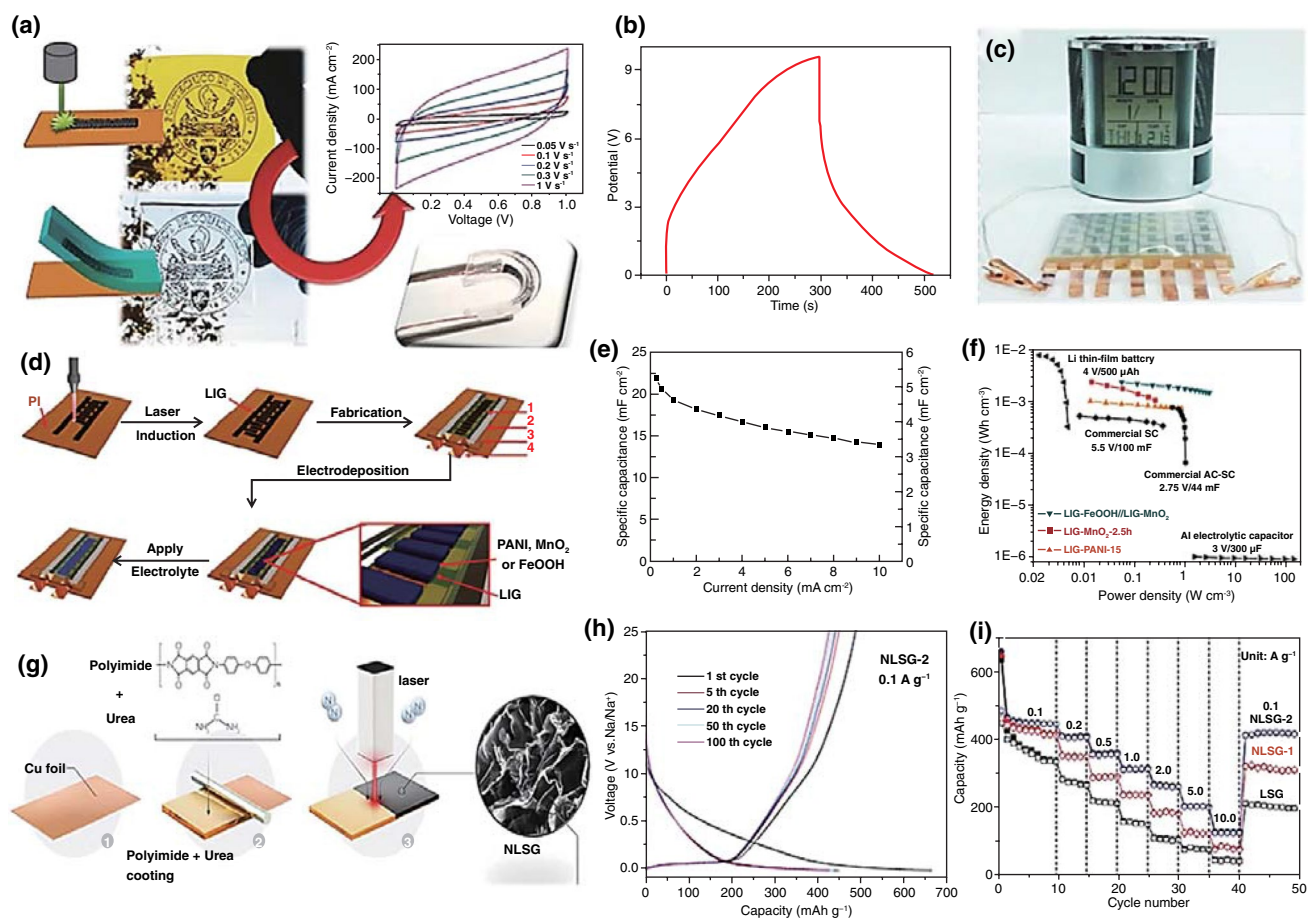 (a)
Current density (mA cm⁻²)
200
100
0
−100
−200
0.05 V s⁻¹
0.1 V s⁻¹
0.2 V s⁻¹
0.3 V s⁻¹
1 V s⁻¹
0.2 0.4 0.6 0.8 1.0
Voltage (V)
(b)
Potential (V)
9
6
3
0
0 100 200 300 400 500
Time (s)
(c)
12:00
1/ 1
(d)
PI
Laser
Induction
LIG
Fabrication
1
2
3
4
Electrodeposition
Apply
Electrolyte
PANI, MnO₂
or FeOOH
LIG
(e)
Specific capacitance (mF cm⁻²)
25
20
15
10
5
0
0 2 4 6 8 10
Current density (mA cm⁻²)
6
5
4
3
2
1
0
Specific capacitance (mF cm⁻²)
(f)
Energy density (Wh cm⁻³)
1E−2
1E−3
1E−4
1E−5
1E−6
Li thin-film battcry
4 V/500 µAh
Commercial SC
5.5 V/100 mF
Commercial AC-SC
2.75 V/44 mF
LIG-FeOOH//LIG-MnO₂
LIG-MnO₂-2.5h
LIG-PANI-15
Al electrolytic capacitor
3 V/300 µF
0.01 2 0.1 1 10 100
Power density (W cm⁻³)
(g)
Polyimide
+
Urea
N O O O O N O n
O
NH₂ NH₂
Cu foil
1
2
Polyimide + Urea
cooting
laser
N N N N
3
NLSG
(h)
Voltage (V vs.Na/Na⁺)
25
20
15
10
0.5
0.0
NLSG-2
0.1 A g⁻¹
1 st cycle
5 th cycle
20 th cycle
50 th cycle
100 th cycle
0 100 200 300 400 500 600 700
Capacity (mAh g⁻¹)
(i)
Capacity (mAh g⁻¹)
600
400
200
0
Unit: A g⁻¹
0.1
0.2
0.5
1.0
2.0
5.0
10.0
0.1
NLSG-2
NLSG-1
LSG
0 10 20 30 40 50
Cycle number